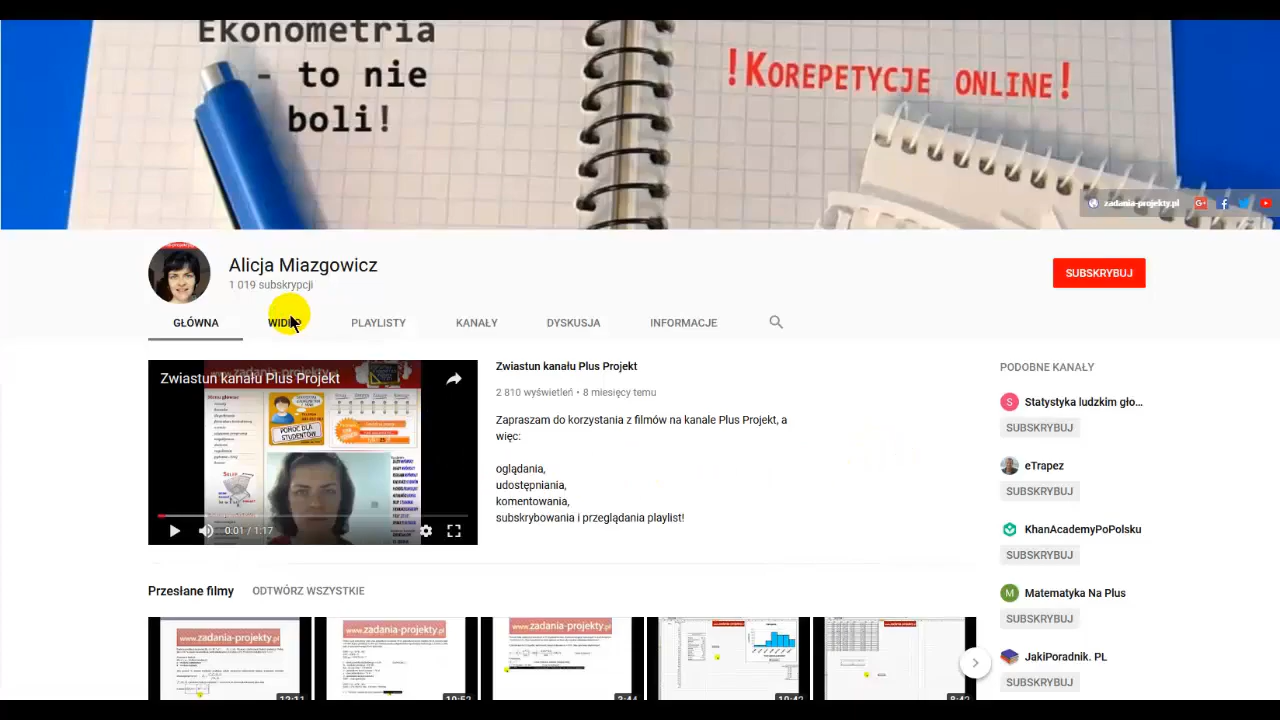 Ekonometria
- to nie
boli!
!KOREPETYCJE ONLINE!
zadania-projekty.pl
Alicja Miazgowicz
1 019 subskrypcji
SUBSKRYBUJ
GŁÓWNA
PLAYLISTY
KANAŁY
DYSKUSJA
INFORMACJE
Zwiastun kanału Plus Projekt
POMOC DLA
STUDENTÓW
0:01 / 1:17
Zwiastun kanału Plus Projekt
2 810 wyświetleń • 8 miesięcy temu
Zapraszam do korzystania z filmów na kanale Plus Projekt, a
więc:
oglądania,
udostępniania,
komentowania,
subskrybowania i przeglądania playlist!
PODOBNE KANAŁY
S
Statystyka ludzkim gło...
SUBSKRYBUJ
eTrapez
SUBSKRYBUJ
KhanAcademyPoPolsku
SUBSKRYBUJ
M
Matematyka Na Plus
SUBSKRYBUJ
JakiPoradnik. PL
SUBSKRYBUJ
Przesłane filmy
ODTWÓRZ WSZYSTKIE
www.zadania-projekty.pl
www.zadania-projekty.pl
www.zadania-projekty.pl